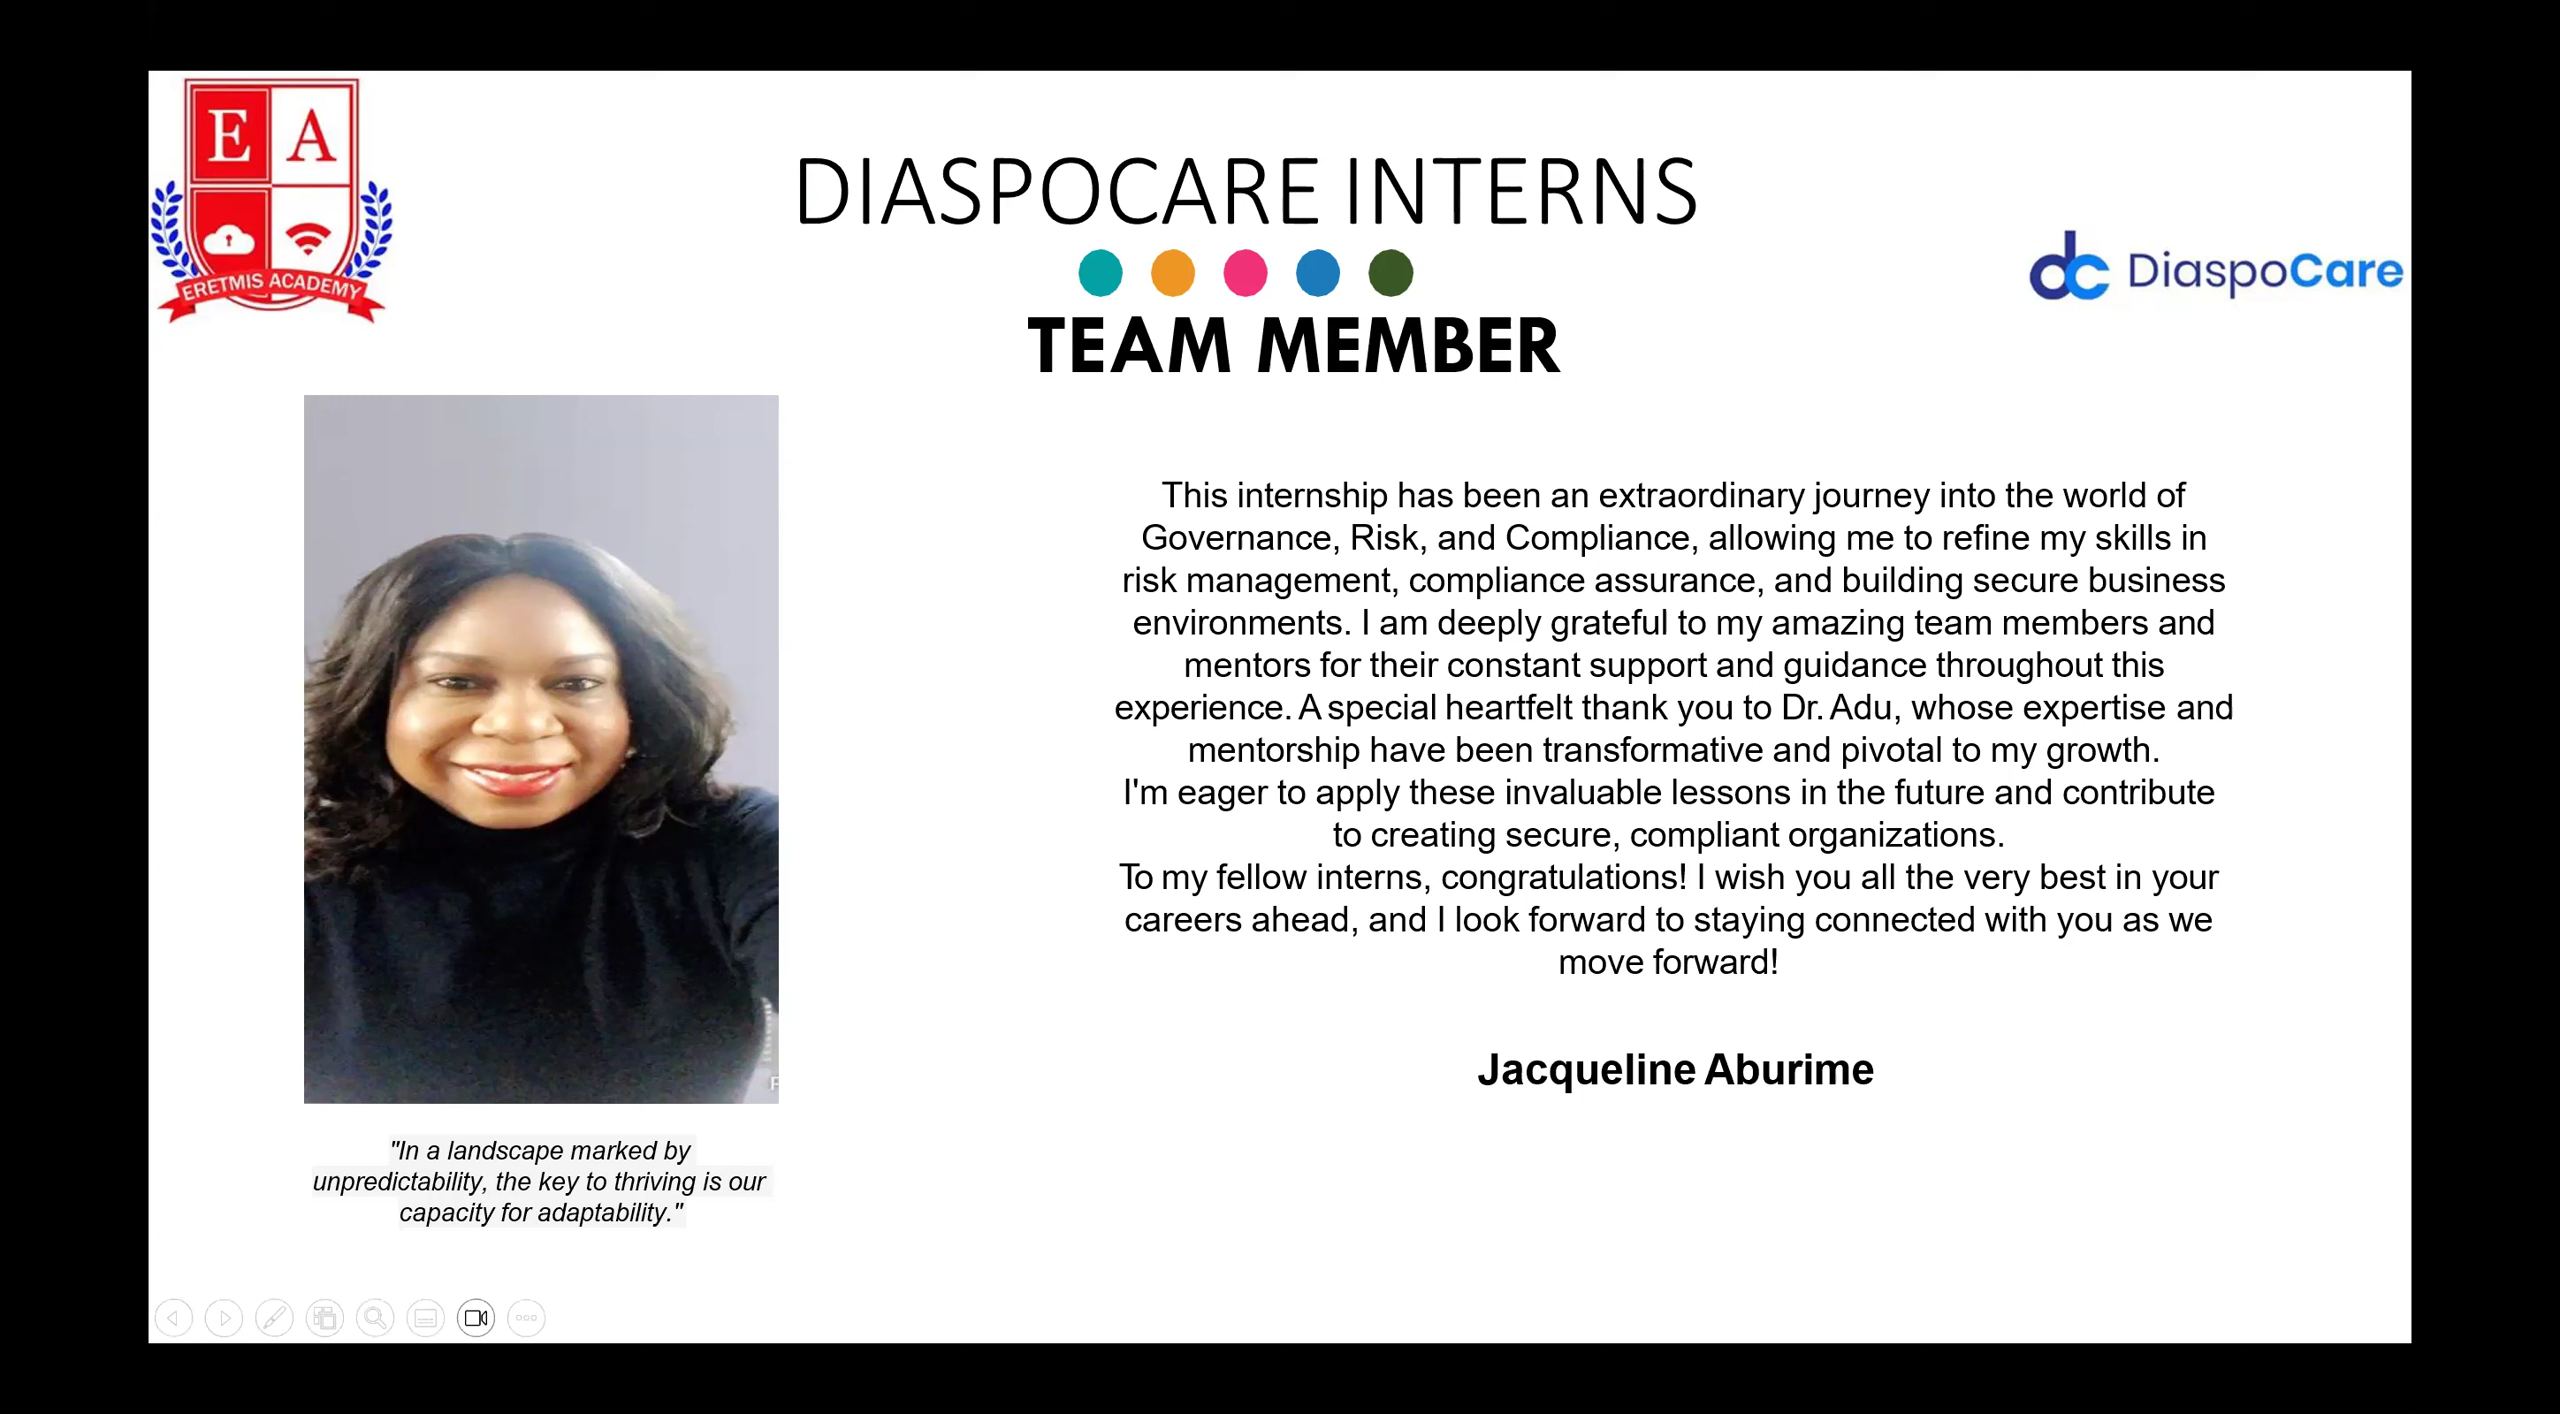 E A
ERETMIS ACADEMY
DIASPOCARE INTERNS
dc DiaspoCare
TEAM MEMBER
This internship has been an extraordinary journey into the world of
Governance, Risk, and Compliance, allowing me to refine my skills in
risk management, compliance assurance, and building secure business
environments. I am deeply grateful to my amazing team members and
mentors for their constant support and guidance throughout this
experience. A special heartfelt thank you to Dr. Adu, whose expertise and
mentorship have been transformative and pivotal to my growth.
I'm eager to apply these invaluable lessons in the future and contribute
to creating secure, compliant organizations.
To my fellow interns, congratulations! I wish you all the very best in your
careers ahead, and I look forward to staying connected with you as we
move forward!
Jacqueline Aburime
"In a landscape marked by
unpredictability, the key to thriving is our
capacity for adaptability."